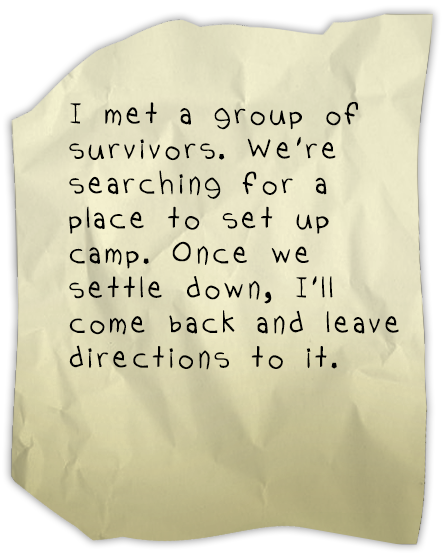 I met a group of
survivors. We're
searching for a
place to set up
camp. Once we
settle down, I'll
come back and leave
directions to it.